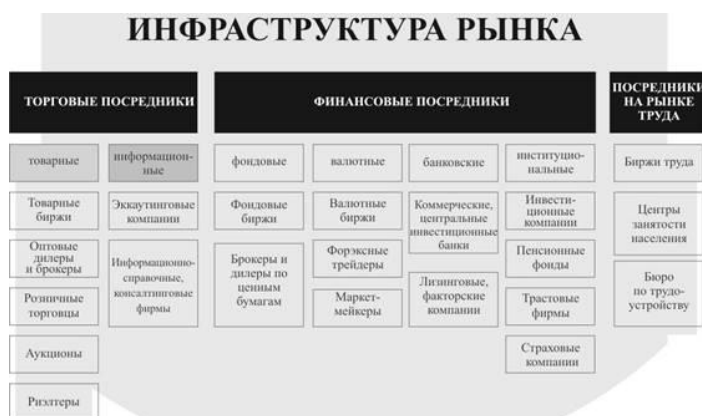 ИНФРАСТРУКТУРА РЫНКА
ТОРГОВЫЕ ПОСРЕДНИКИ
ФИНАНСОВЫЕ ПОСРЕДНИКИ
ПОСРЕДНИКИ
НА РЫНКЕ
ТРУДА
товарные
информацион-
ные
фондовые
валютные
банковские
институцио-
нальные
Биржи труда
Товарные
биржи
Эккаутинговые
компании
Фондовые
биржи
Валютные
биржи
Коммерческие,
центральные
инвестиционные
банки
Инвести-
ционные
компании
Центры
занятости
населения
Оптовые
дилеры
и брокеры
Информационно-
справочные,
консалтинговые
фирмы
Брокеры и
дилеры по
ценным
бумагам
Форэксные
трейдеры
Пенсионные
фонды
Бюро
по трудо-
устройству
Розничные
торговцы
Маркет-
мейкеры
Лизинговые,
факторские
компании
Трастовые
фирмы
Аукционы
Страховые
компании
Риэлтеры